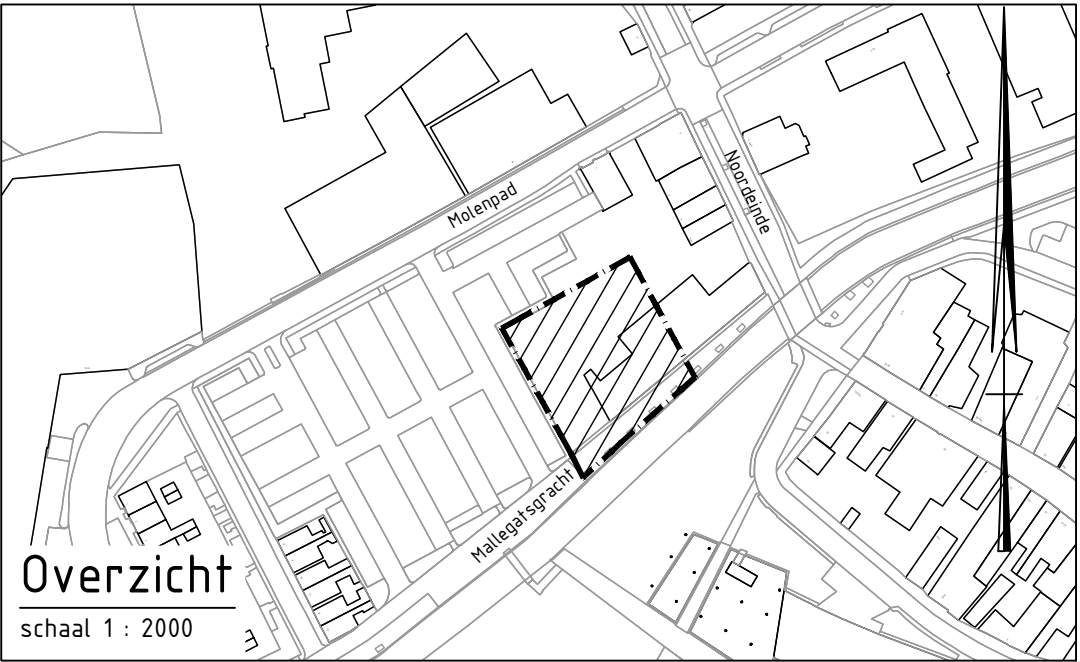 Molenpad
Noordeinde
Mallegatsgracht
Overzicht
schaal 1 : 2000